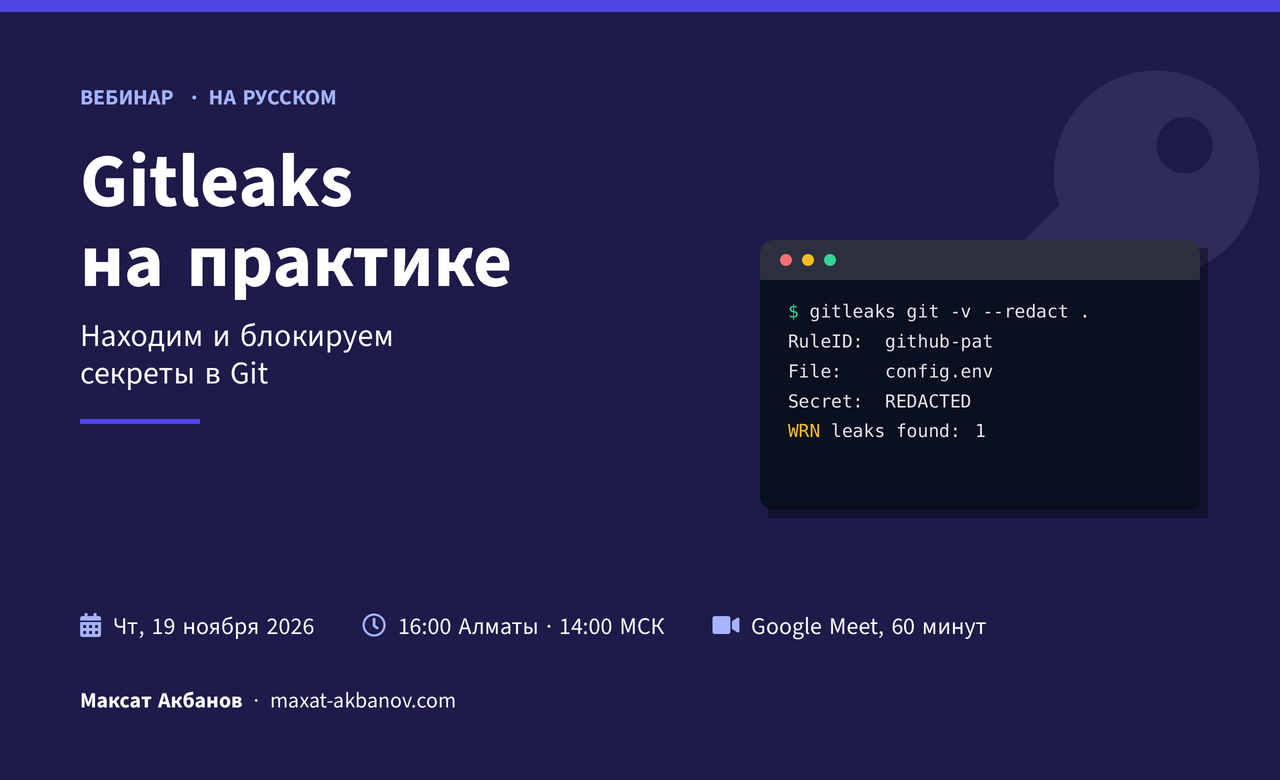 ВЕБИНАР · НА РУССКОМ
Gitleaks
на практике
Находим и блокируем
секреты в Git
$ gitleaks git -v --redact .
RuleID:  github-pat
File:    config.env
Secret:  REDACTED
WRN leaks found: 1
Чт, 19 ноября 2026
16:00 Алматы · 14:00 МСК
Google Meet, 60 минут
Максат Акбанов · maxat-akbanov.com